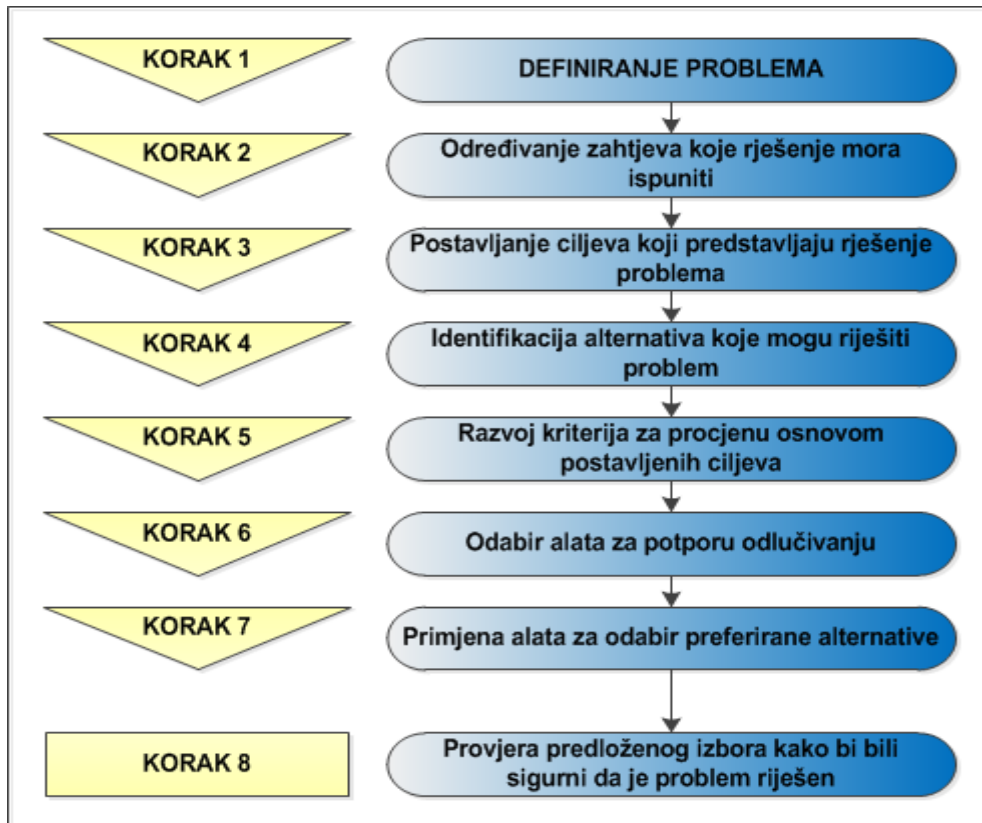 KORAK 1
DEFINIRANJE PROBLEMA
KORAK 2
Određivanje zahtjeva koje rješenje mora
ispuniti
KORAK 3
Postavljanje ciljeva koji predstavljaju rješenje
problema
KORAK 4
Identifikacija alternativa koje mogu riješiti
problem
KORAK 5
Razvoj kriterija za procjenu osnovom
postavljenih ciljeva
KORAK 6
Odabir alata za potporu odlučivanju
KORAK 7
Primjena alata za odabir preferirane alternative
KORAK 8
Provjera predloženog izbora kako bi bili
sigurni da je problem riješen